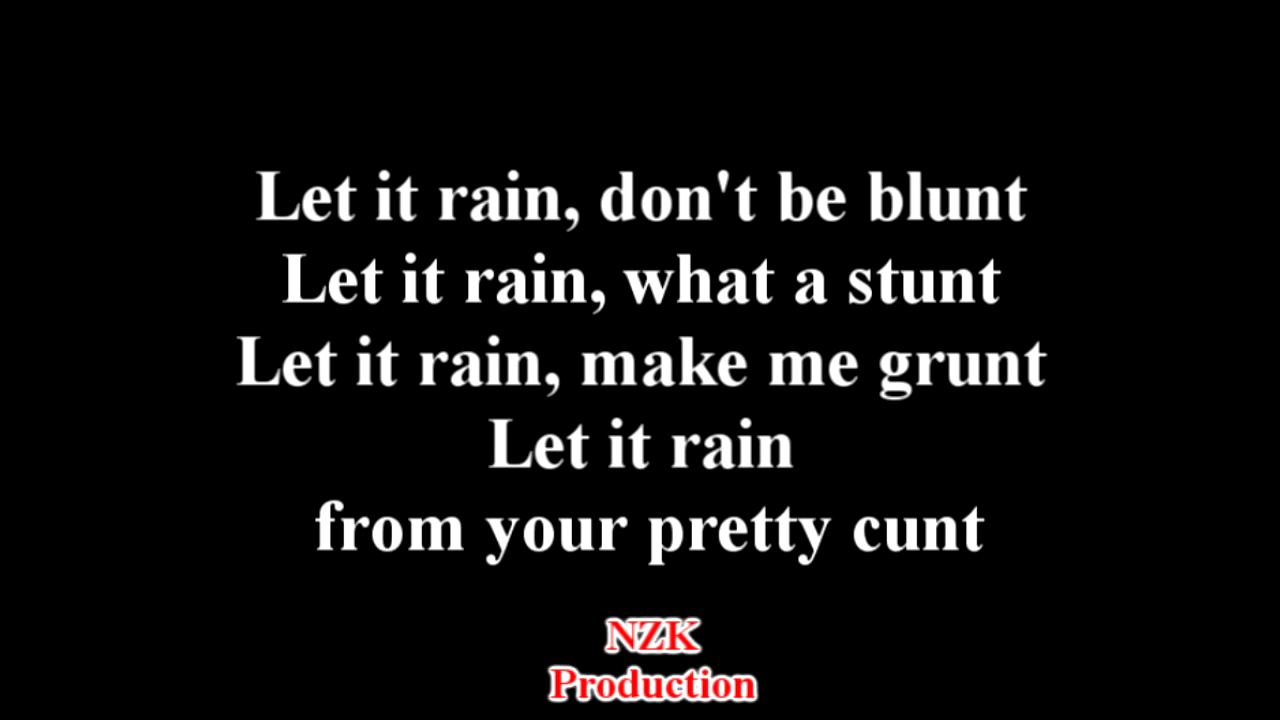 Let it rain, don't be blunt
Let it rain, what a stunt
Let it rain, make me grunt
Let it rain
from your pretty cunt
NZK
Production